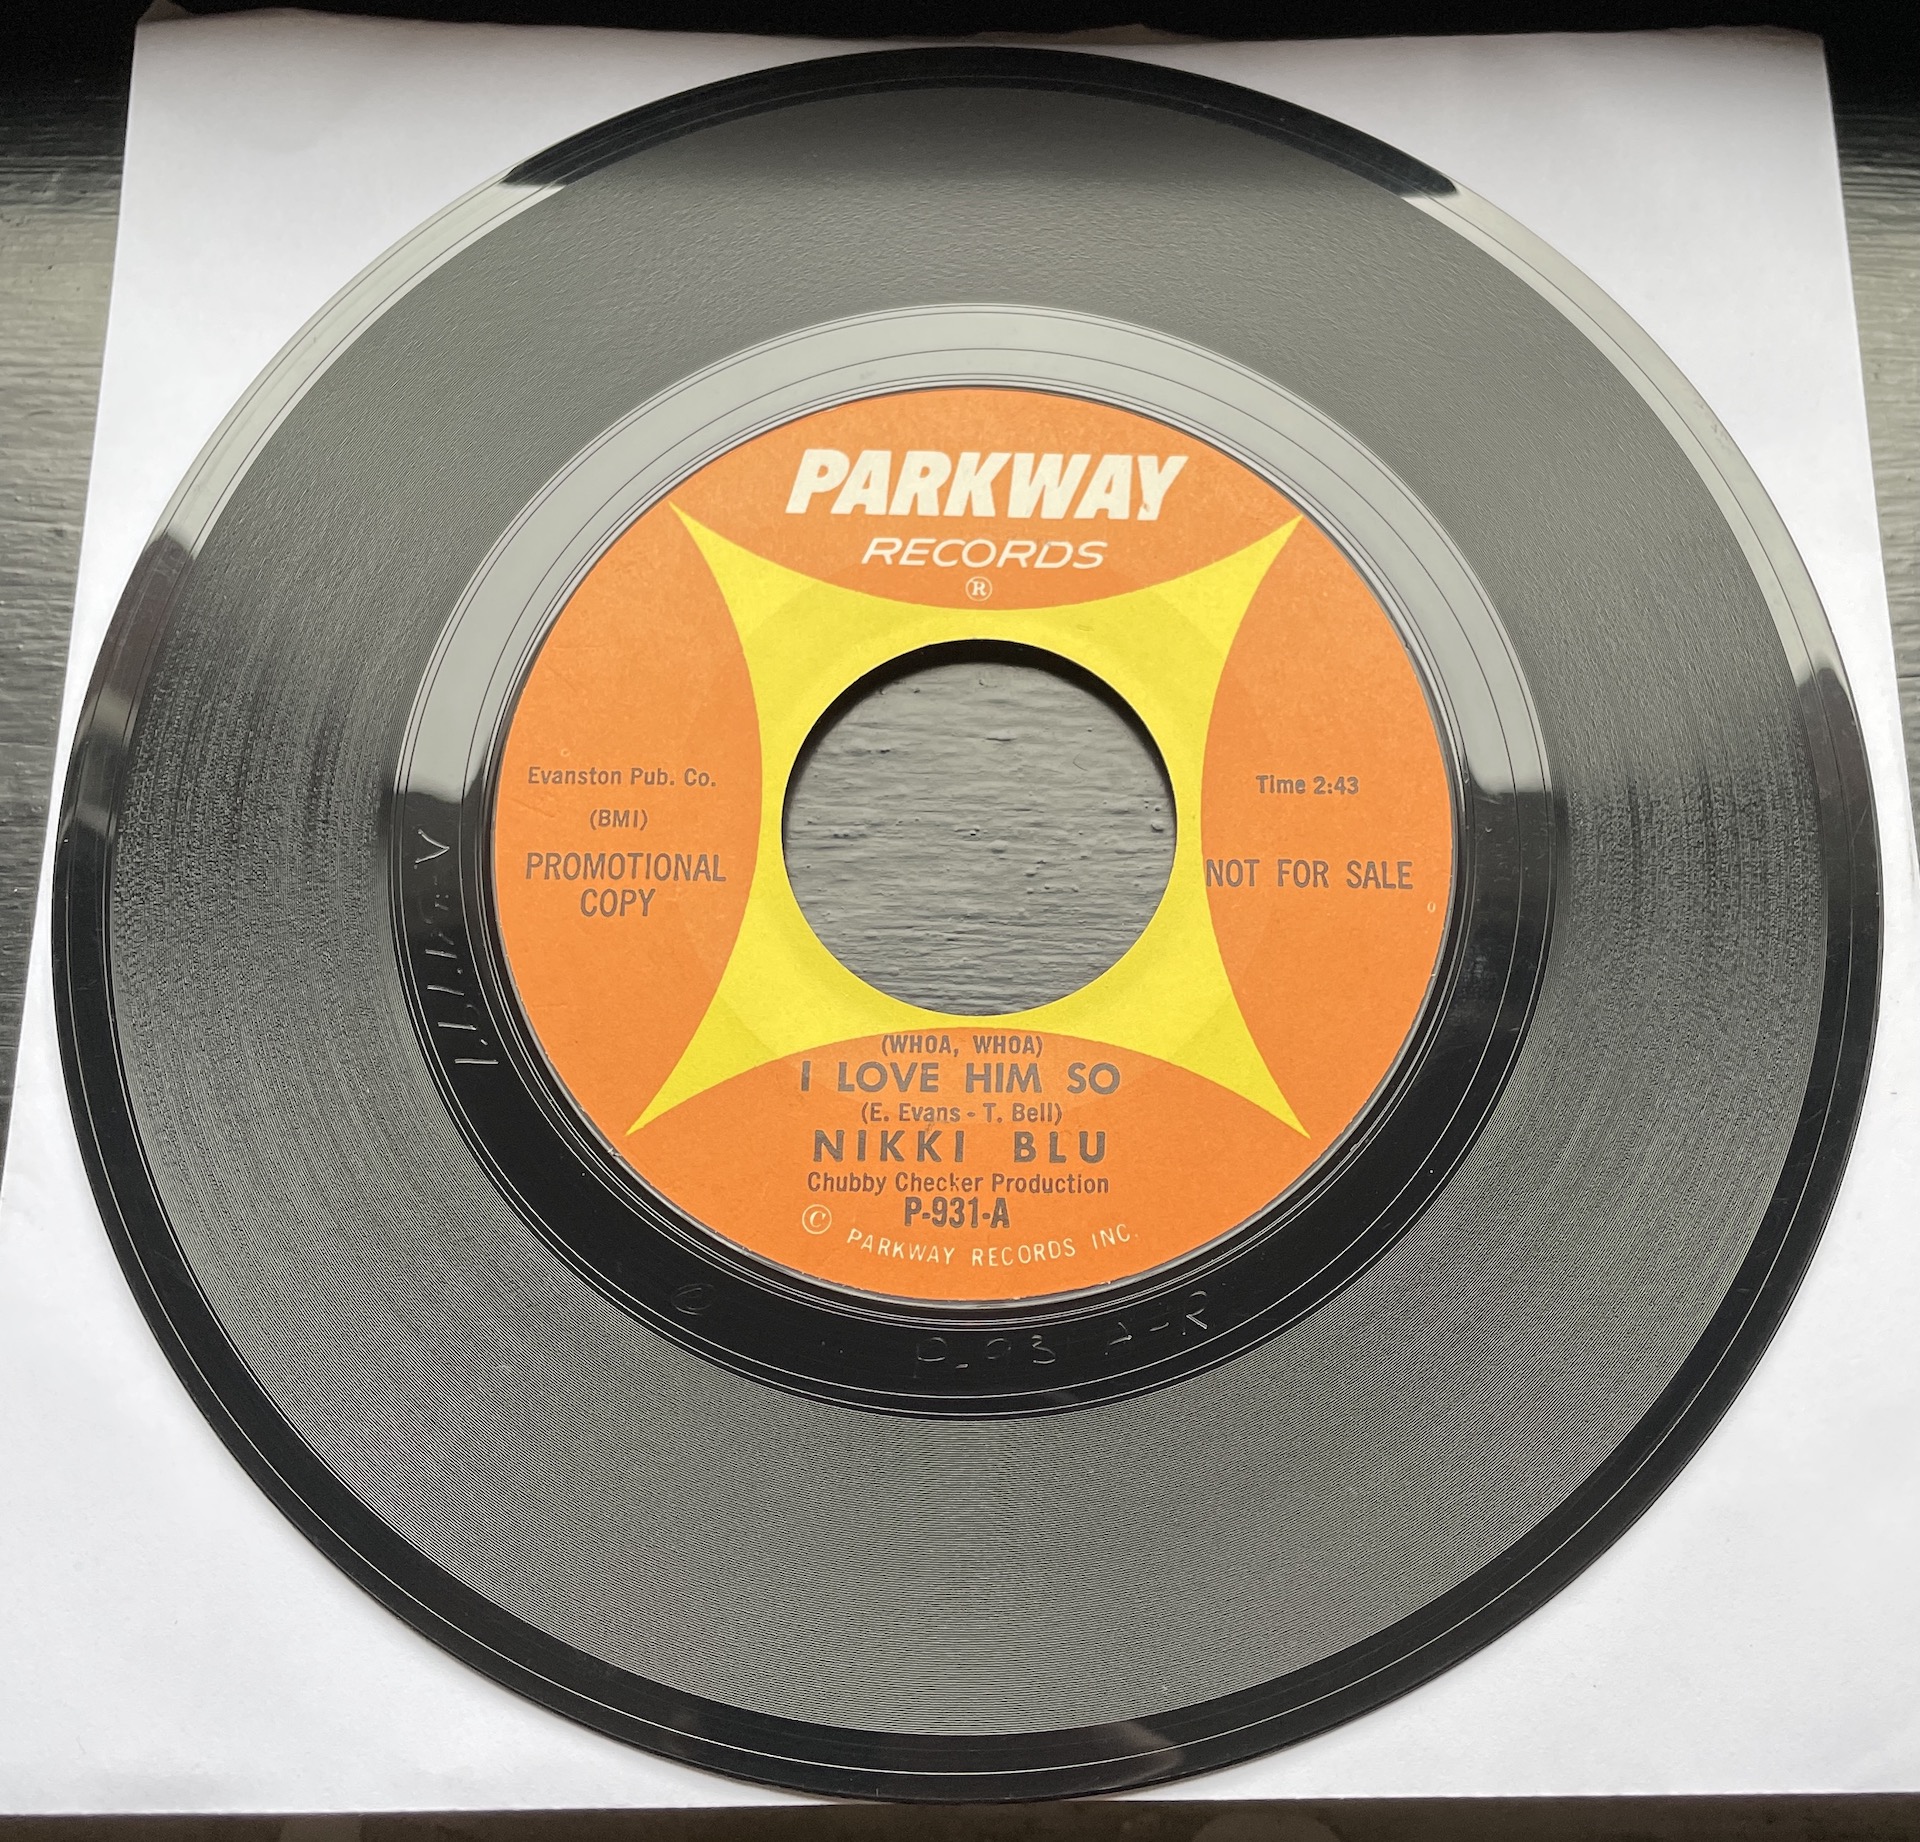 PARKWAY
RECORDS
®
Evanston Pub. Co.
(BMI)
PROMOTIONAL
COPY
Time 2:43
NOT FOR SALE
(WHOA, WHOA)
I LOVE HIM SO
(E. Evans - T. Bell)
NIKKI BLU
Chubby Checker Production
P-931-A
© PARKWAY RECORDS INC.
P-931A-R